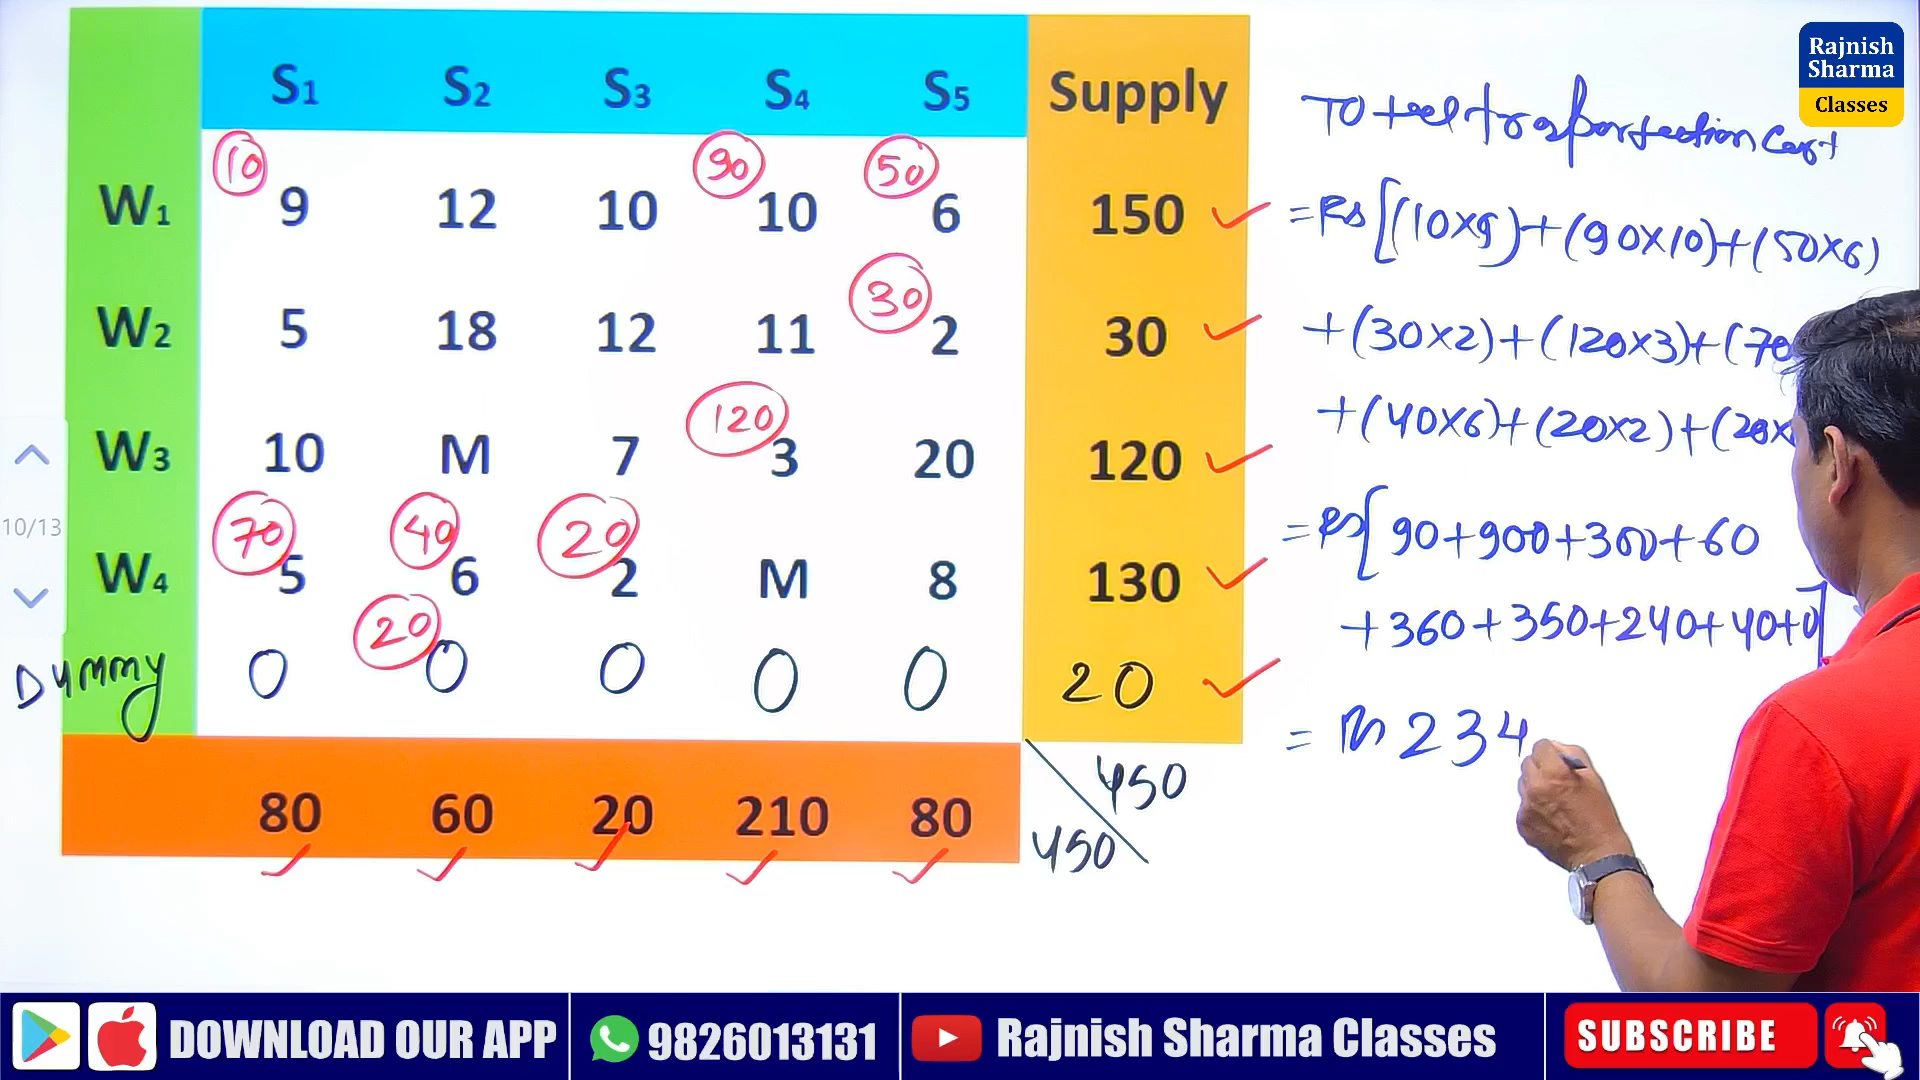 S1 S2 S3 S4 S5 Supply
W1 10 9 12 10 90 10 50 6 150
W2 5 18 12 11 30 2 30
W3 10 M 7 120 3 20 120
W4 70 5 40 6 20 2 M 8 130
Dummy 0 20 0 0 0 0 20
80 60 20 210 80
450
450
10/13
Rajnish
Sharma
Classes
= Rs [(10×9)+(90×10)+(50×6)
+(30×2)+(120×3)+(70
+(40×6)+(20×2)+(20×
= Rs[ 90+900+300+60
+360+350+240+40+0]
= Rs 234
DOWNLOAD OUR APP
9826013131
Rajnish Sharma Classes
SUBSCRIBE